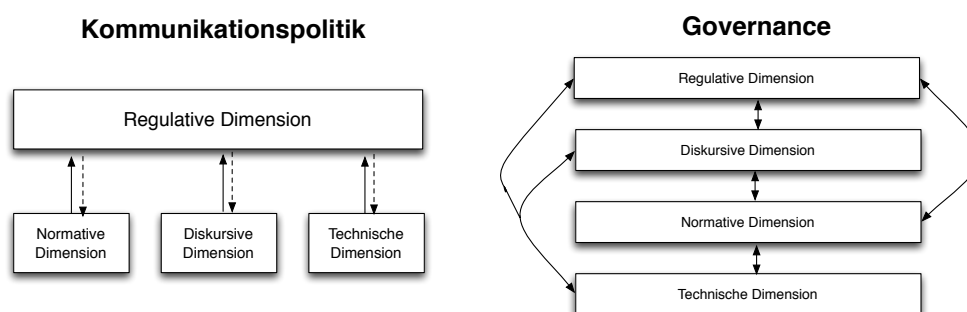 Kommunikationspolitik
Regulative Dimension
Normative
Dimension
Diskursive
Dimension
Technische
Dimension
Governance
Regulative Dimension
Diskursive Dimension
Normative Dimension
Technische Dimension